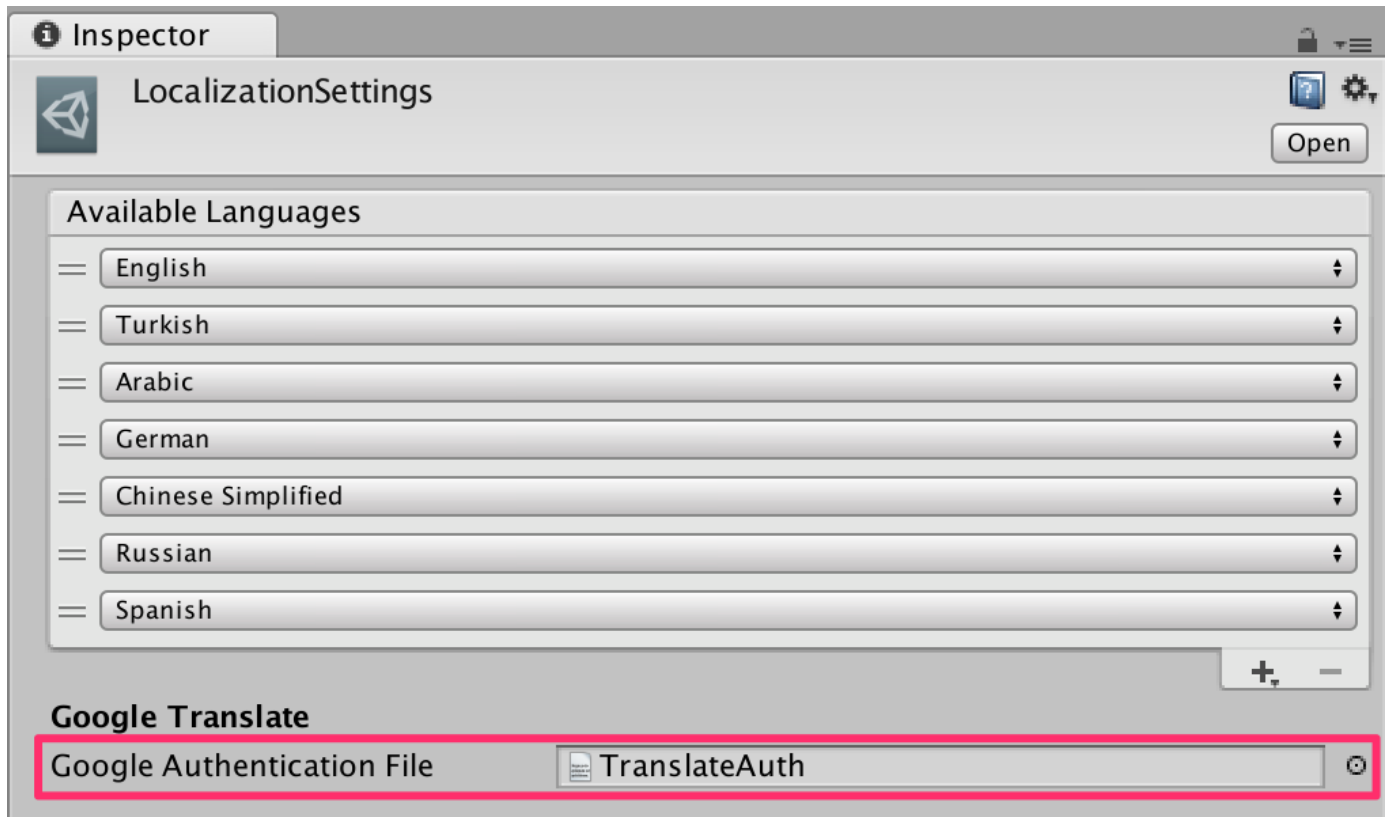 Inspector
LocalizationSettings
Open
Available Languages
English
Turkish
Arabic
German
Chinese Simplified
Russian
Spanish
Google Translate
Google Authentication File TranslateAuth